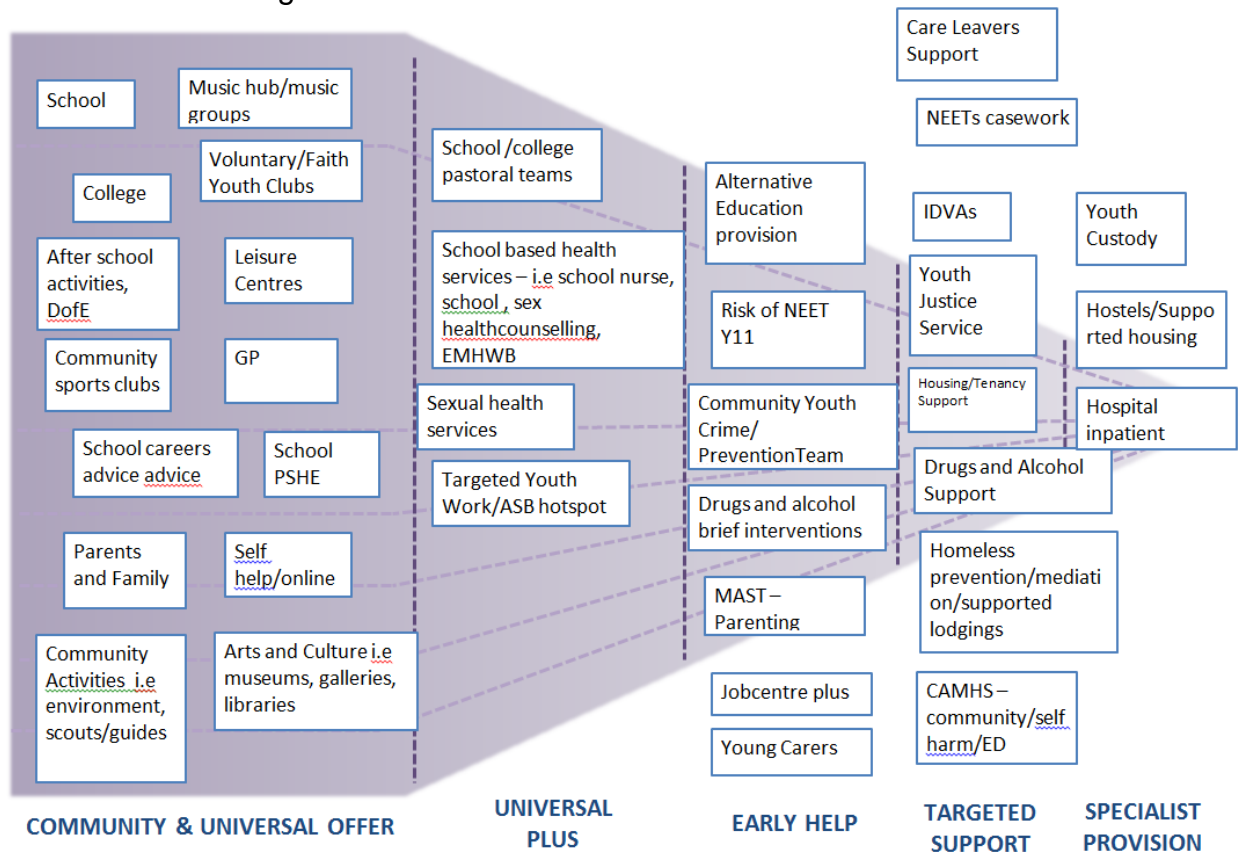 School
Music hub/music
groups
Voluntary/Faith
Youth Clubs
College
After school
activities,
DofE
Leisure
Centres
Community
sports clubs
GP
School careers
advice advice
School
PSHE
Parents
and Family
Self
help/online
Community
Activities i.e
environment,
scouts/guides
Arts and Culture i.e
museums, galleries,
libraries
COMMUNITY & UNIVERSAL OFFER
School /college
pastoral teams
School based health
services – i.e school nurse,
school , sex
healthcounselling,
EMHWB
Sexual health
services
Targeted Youth
Work/ASB hotspot
UNIVERSAL
PLUS
Alternative
Education
provision
Risk of NEET
Y11
Community Youth
Crime/
PreventionTeam
Drugs and alcohol
brief interventions
MAST –
Parenting
Jobcentre plus
Young Carers
EARLY HELP
Care Leavers
Support
NEETs casework
IDVAs
Youth
Justice
Service
Housing/Tenancy
Support
Drugs and Alcohol
Support
Homeless
prevention/mediati
on/supported
lodgings
CAMHS –
community/self
harm/ED
TARGETED
SUPPORT
Youth
Custody
Hostels/Suppo
rted housing
Hospital
inpatient
SPECIALIST
PROVISION